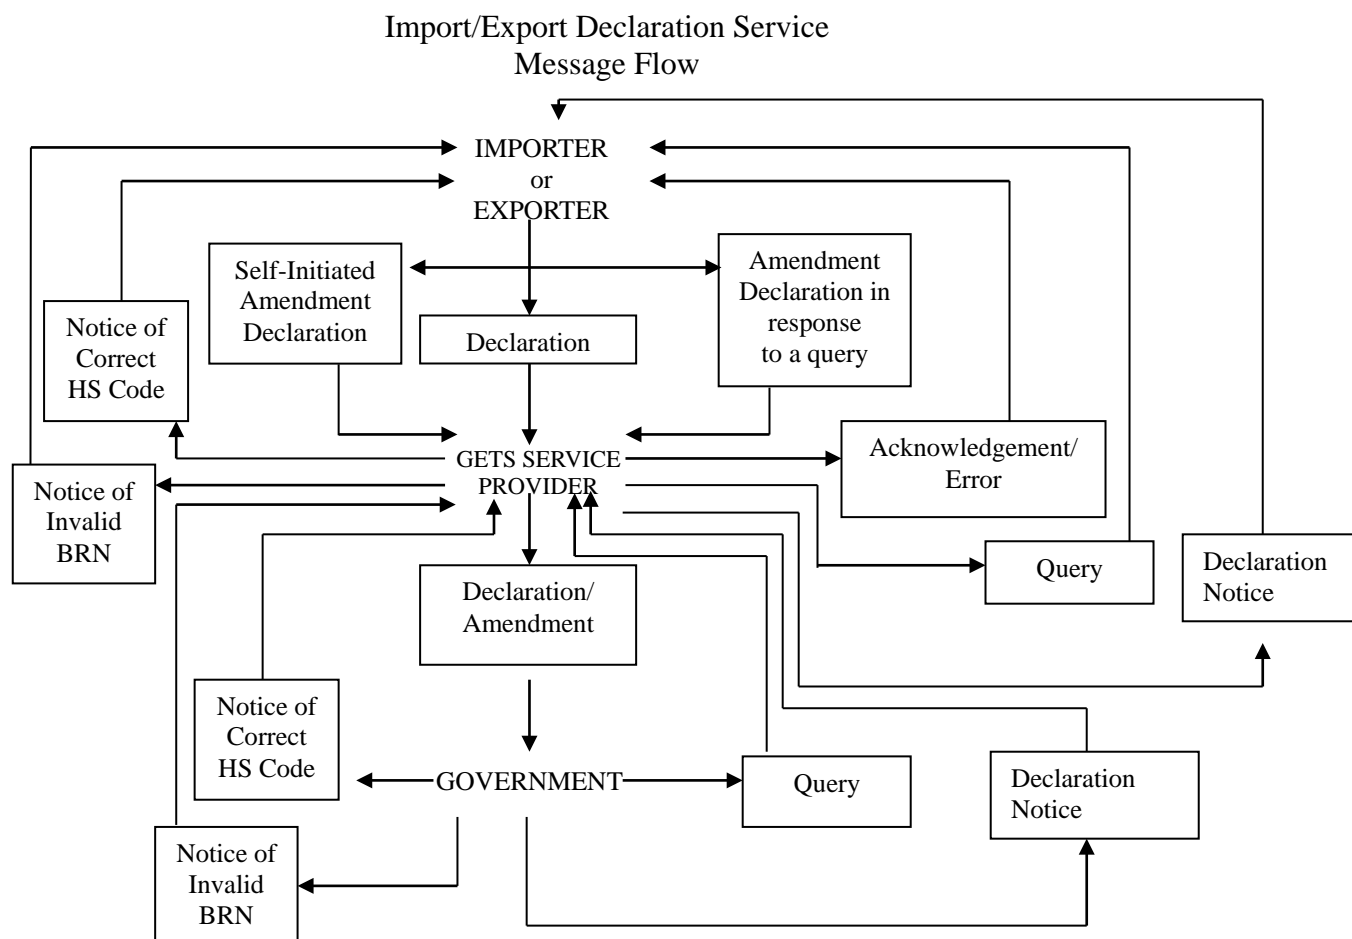 Import/Export Declaration Service
Message Flow
IMPORTER
or
EXPORTER
Self-Initiated
Amendment
Declaration
Amendment
Declaration in
response
to a query
Notice of
Correct
HS Code
Declaration
Acknowledgement/
Error
GETS SERVICE
PROVIDER
Notice of
Invalid
BRN
Query
Declaration
Notice
Declaration/
Amendment
Notice of
Correct
HS Code
GOVERNMENT
Query
Declaration
Notice
Notice of
Invalid
BRN